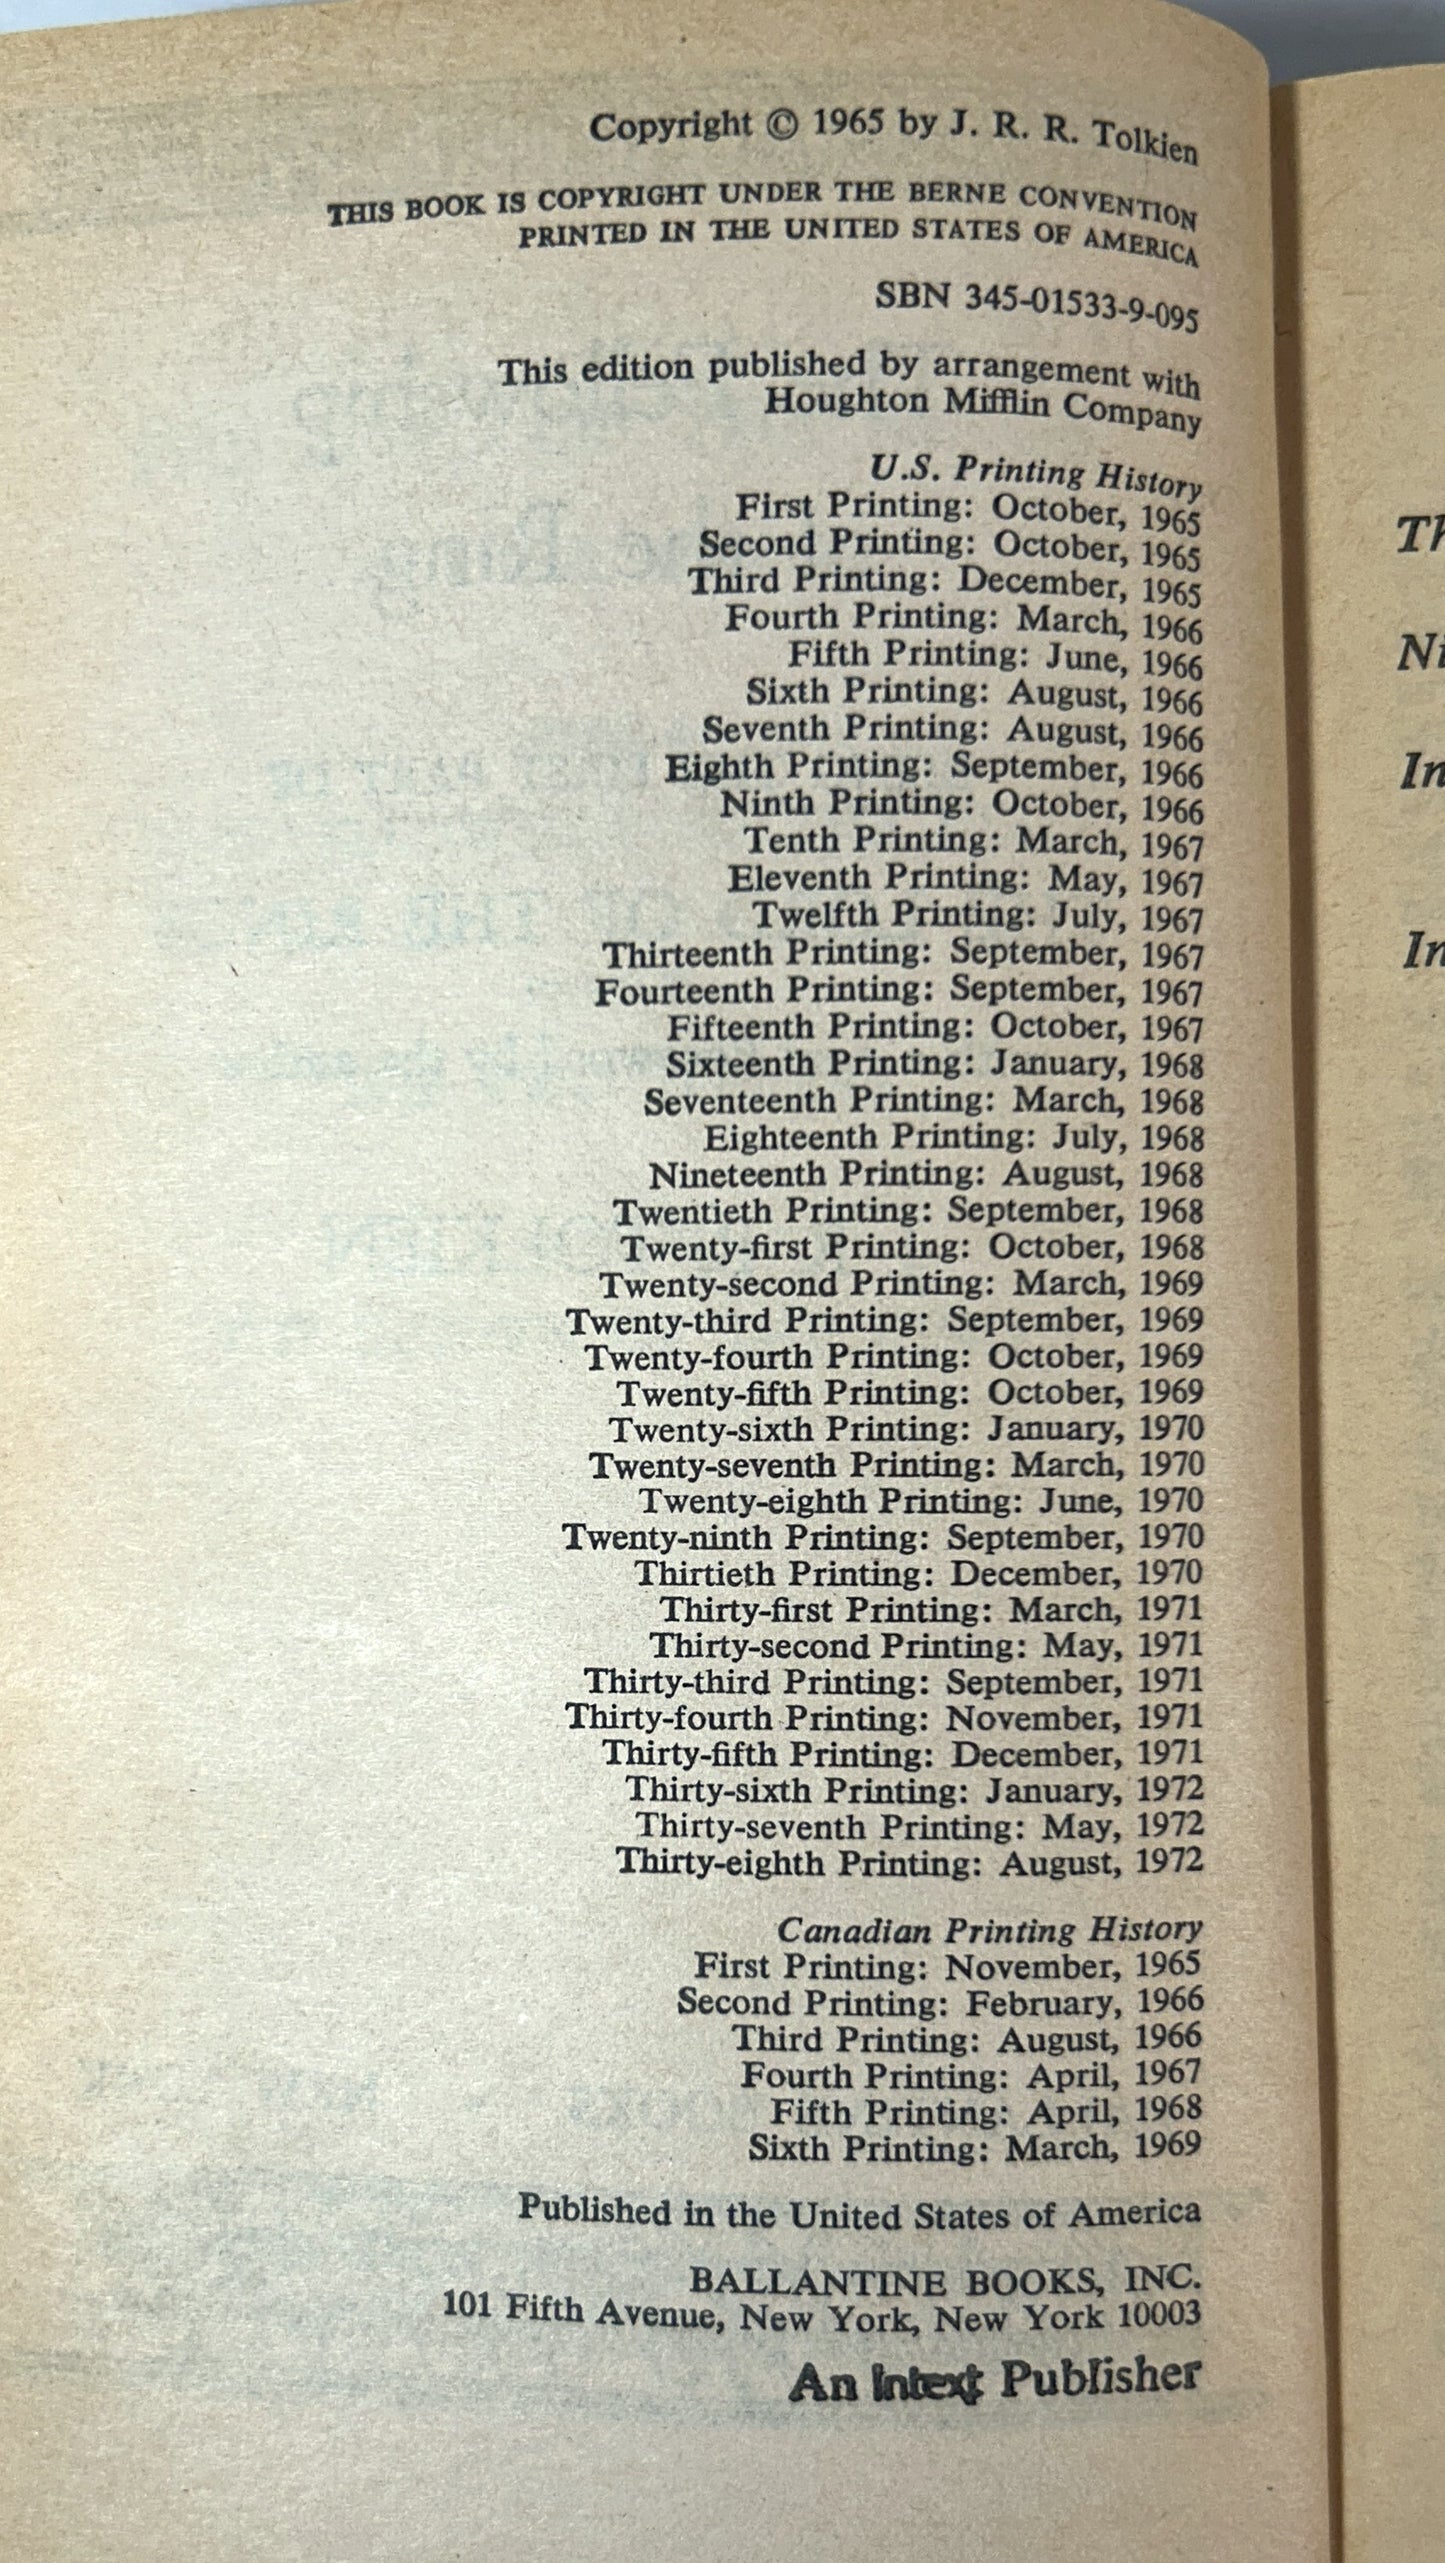 Copyright © 1965 by J. R. R. Tolkien
THIS BOOK IS COPYRIGHT UNDER THE BERNE CONVENTION
PRINTED IN THE UNITED STATES OF AMERICA
SBN 345-01533-9-095
This edition published by arrangement with
Houghton Mifflin Company
U.S. Printing History
First Printing: October, 1965
Second Printing: October, 1965
Third Printing: December, 1965
Fourth Printing: March, 1966
Fifth Printing: June, 1966
Sixth Printing: August, 1966
Seventh Printing: August, 1966
Eighth Printing: September, 1966
Ninth Printing: October, 1966
Tenth Printing: March, 1967
Eleventh Printing: May, 1967
Twelfth Printing: July, 1967
Thirteenth Printing: September, 1967
Fourteenth Printing: September, 1967
Fifteenth Printing: October, 1967
Sixteenth Printing: January, 1968
Seventeenth Printing: March, 1968
Eighteenth Printing: July, 1968
Nineteenth Printing: August, 1968
Twentieth Printing: September, 1968
Twenty-first Printing: October, 1968
Twenty-second Printing: March, 1969
Twenty-third Printing: September, 1969
Twenty-fourth Printing: October, 1969
Twenty-fifth Printing: October, 1969
Twenty-sixth Printing: January, 1970
Twenty-seventh Printing: March, 1970
Twenty-eighth Printing: June, 1970
Twenty-ninth Printing: September, 1970
Thirtieth Printing: December, 1970
Thirty-first Printing: March, 1971
Thirty-second Printing: May, 1971
Thirty-third Printing: September, 1971
Thirty-fourth Printing: November, 1971
Thirty-fifth Printing: December, 1971
Thirty-sixth Printing: January, 1972
Thirty-seventh Printing: May, 1972
Thirty-eighth Printing: August, 1972
Canadian Printing History
First Printing: November, 1965
Second Printing: February, 1966
Third Printing: August, 1966
Fourth Printing: April, 1967
Fifth Printing: April, 1968
Sixth Printing: March, 1969
Published in the United States of America
BALLANTINE BOOKS, INC.
101 Fifth Avenue, New York, New York 10003
An Intext Publisher
In
In